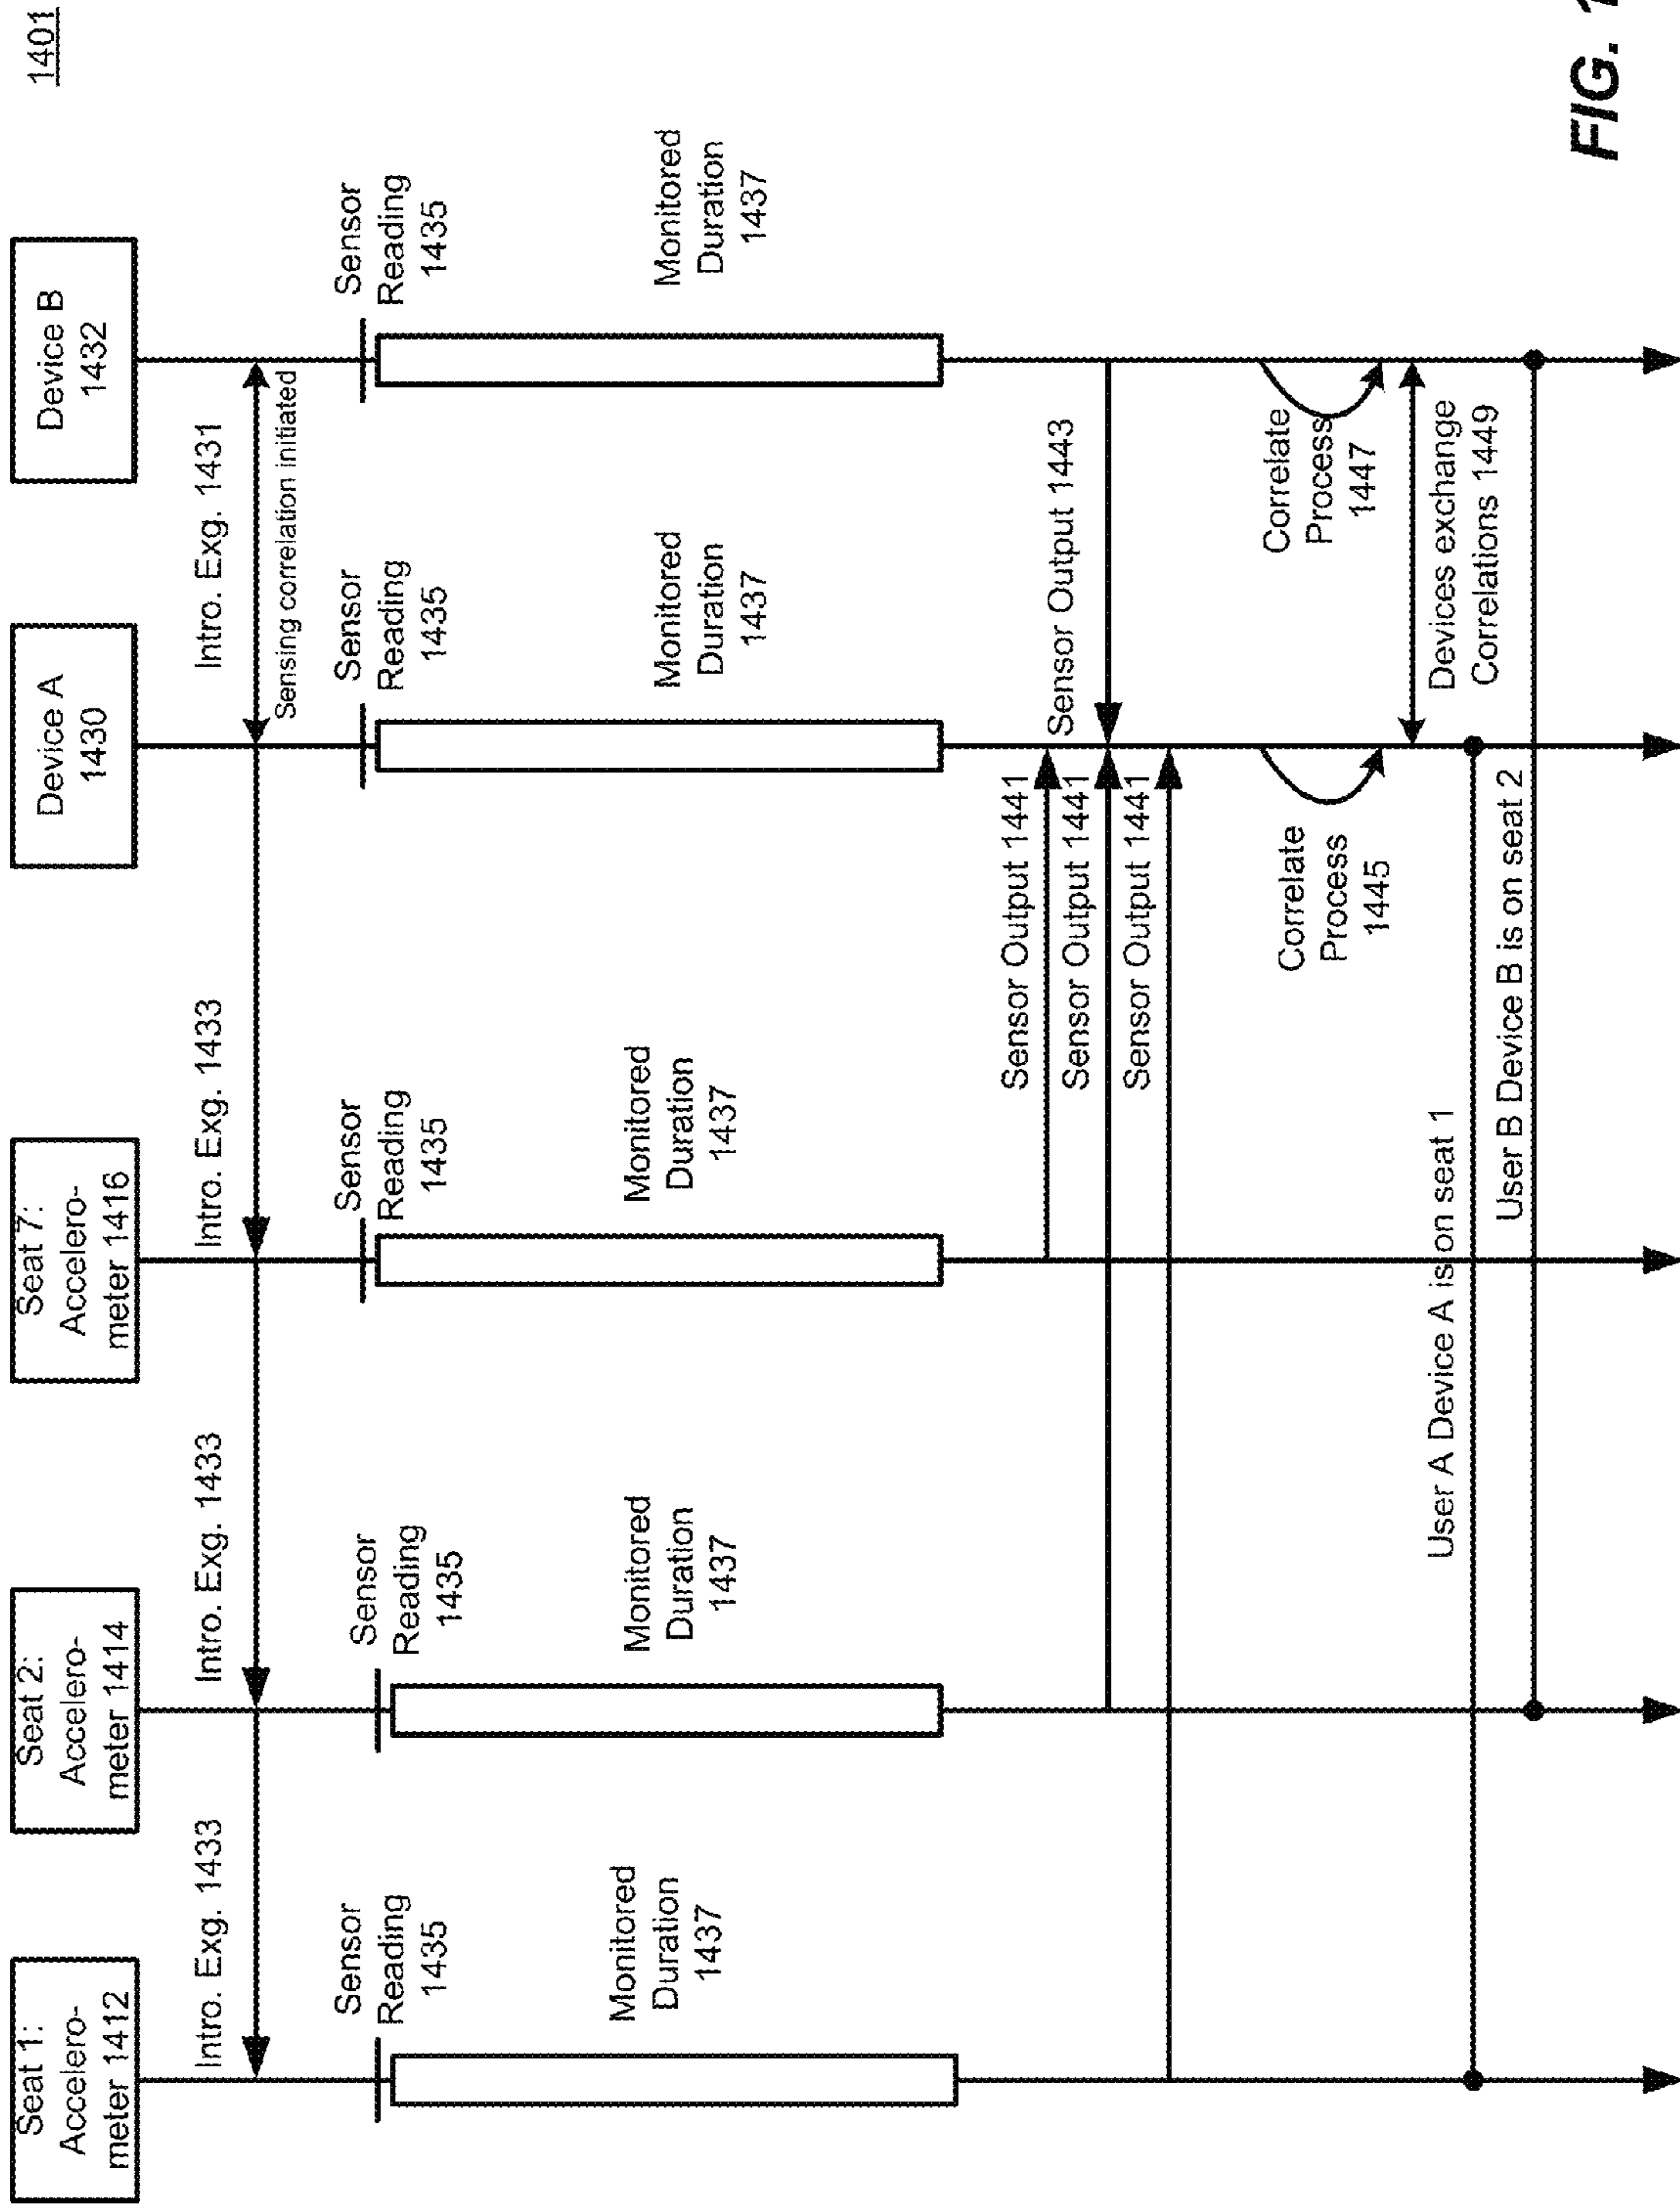 1401
Seat 1:
Accelero-
meter 1412
Seat 2:
Accelero-
meter 1414
Seat 7:
Accelero-
meter 1416
Device A
1430
Device B
1432
Intro. Exg. 1433
Intro. Exg. 1433
Intro. Exg. 1433
Intro. Exg. 1431
Sensing correlation initiated
Sensor
Reading
1435
Sensor
Reading
1435
Sensor
Reading
1435
Sensor
Reading
1435
Sensor
Reading
1435
Monitored
Duration
1437
Monitored
Duration
1437
Monitored
Duration
1437
Monitored
Duration
1437
Monitored
Duration
1437
Sensor Output 1441
Sensor Output 1441
Sensor Output 1441
Sensor Output 1443
Correlate
Process
1445
Correlate
Process
1447
Devices exchange
Correlations 1449
User A Device A is on seat 1
User B Device B is on seat 2
FIG. 1